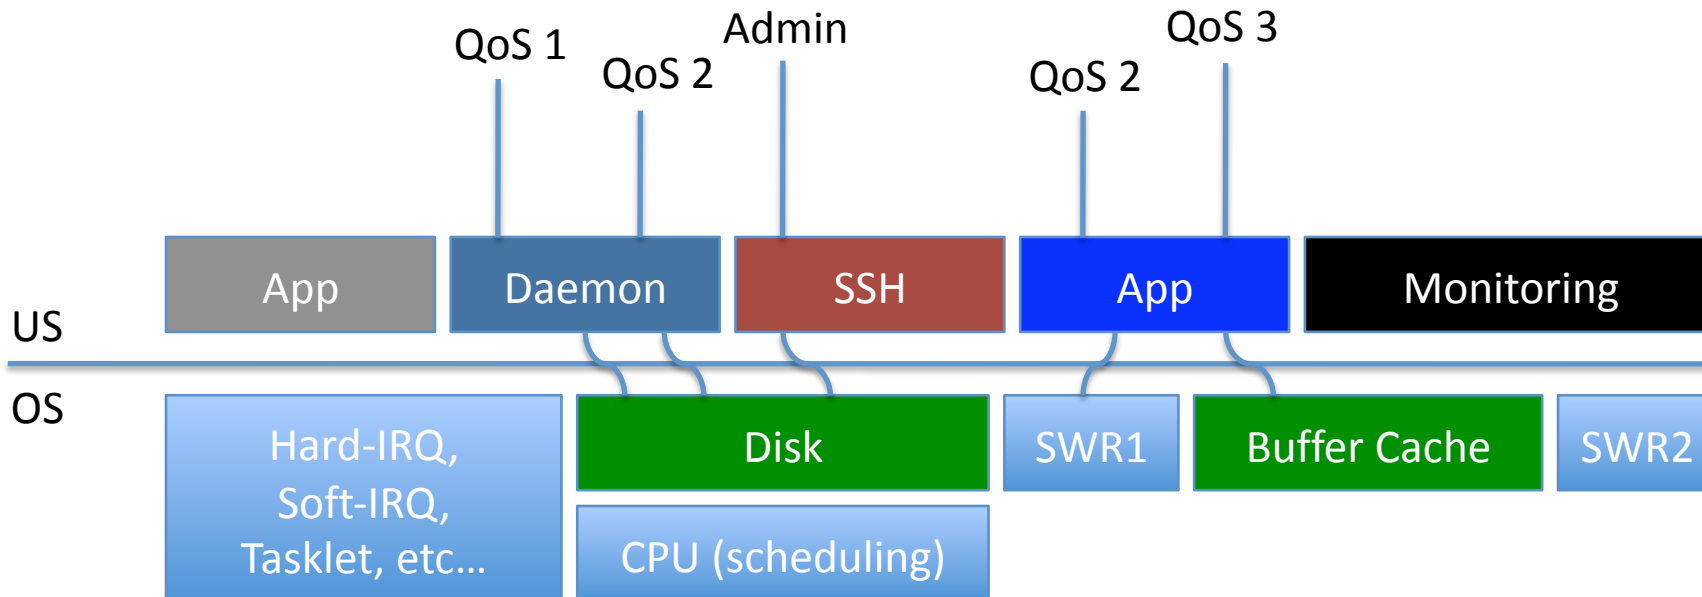 QoS 1
QoS 2
Admin
QoS 2
QoS 3
App
Daemon
SSH
App
Monitoring
US
OS
Hard-IRQ,
Soft-IRQ,
Tasklet, etc…
Disk
SWR1
Buffer Cache
SWR2
CPU (scheduling)